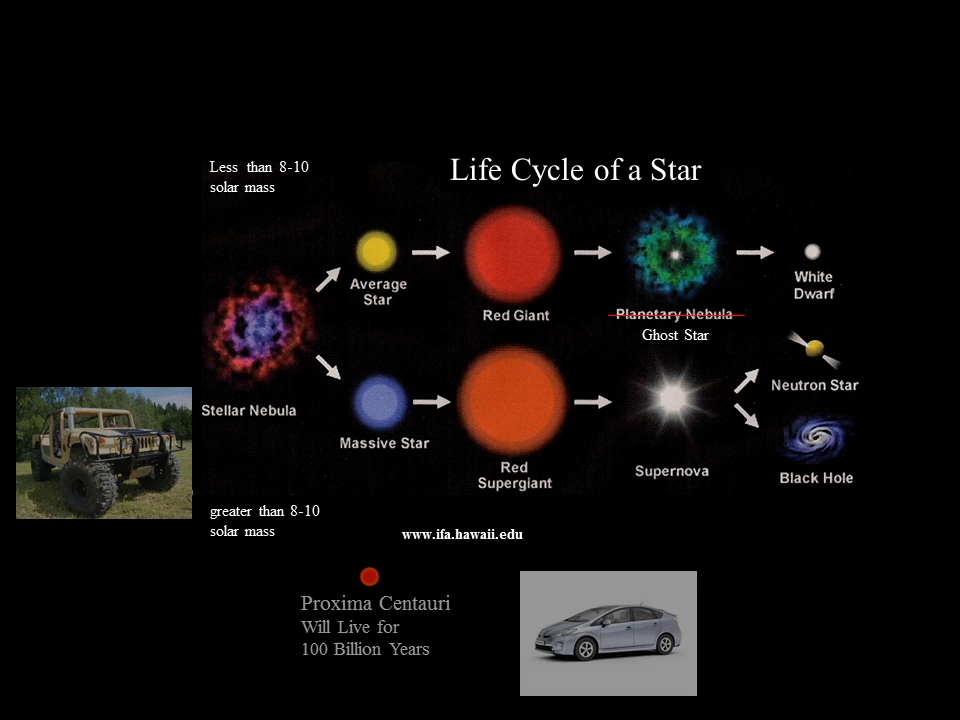 Less than 8-10
solar mass
Life Cycle of a Star
Average
Star
Red Giant
Planetary Nebula
Ghost Star
White
Dwarf
Stellar Nebula
Massive Star
Red
Supergiant
Supernova
Neutron Star
Black Hole
greater than 8-10
solar mass
www.ifa.hawaii.edu
Proxima Centauri
Will Live for
100 Billion Years